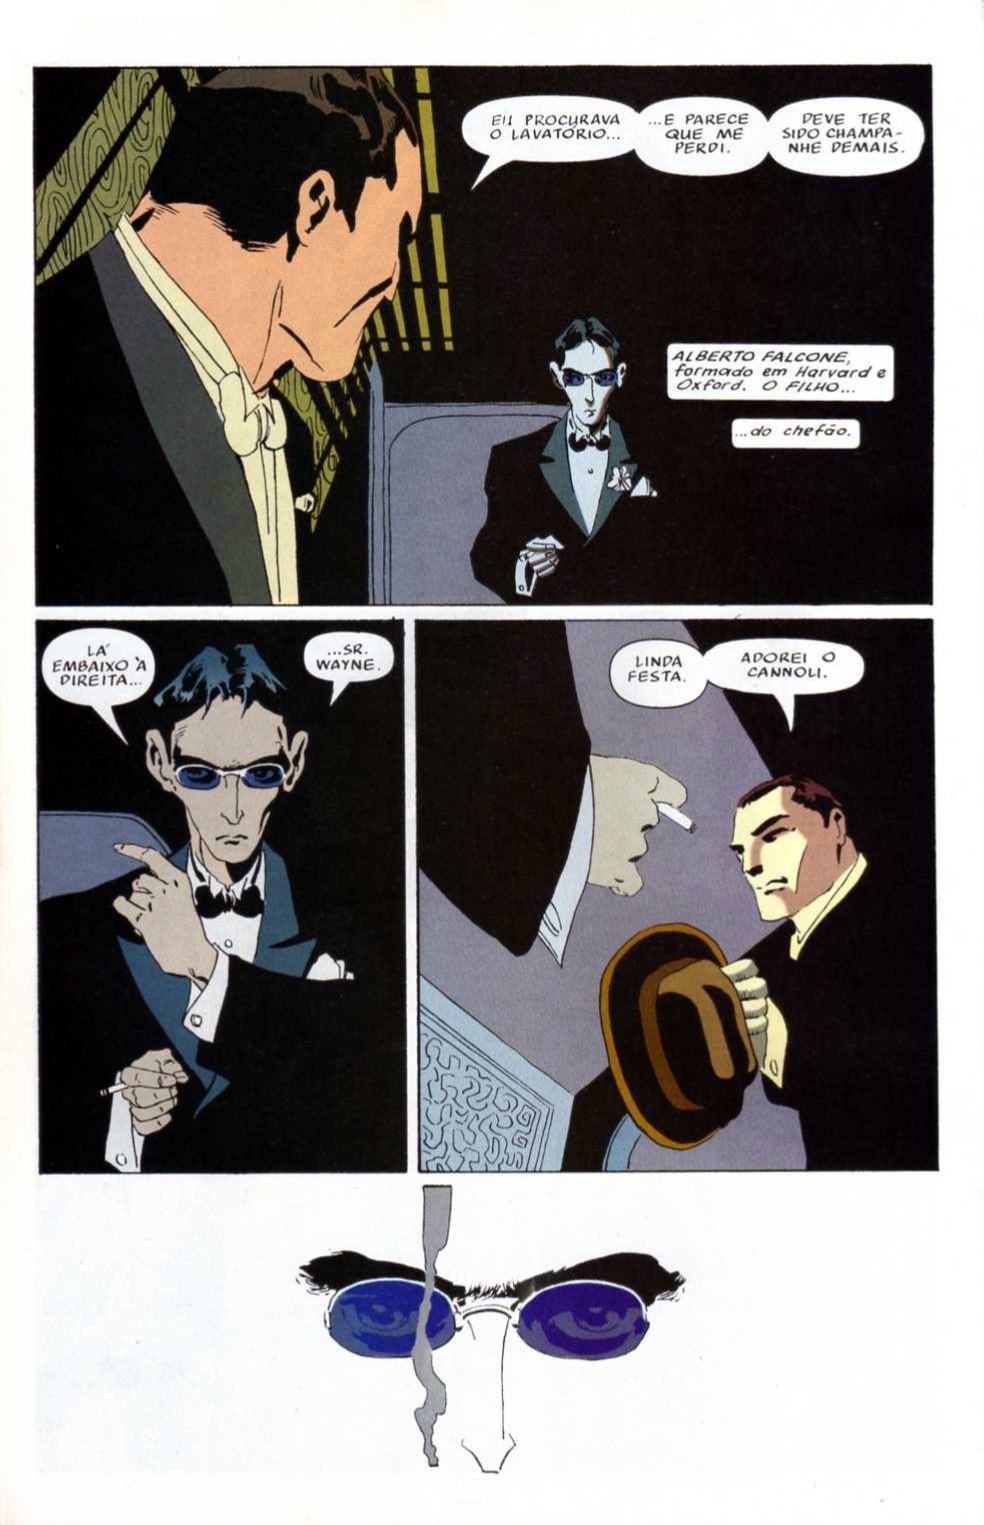 EU PROCURAVA
O LAVATÓRIO...
...E PARECE
QUE ME
PERDI.
DEVE TER
SIDO CHAMPA-
NHE DEMAIS.
ALBERTO FALCONE,
formado em Harvard e
Oxford. O FILHO...
...do chefão.
LÁ
EMBAIXO À
DIREITA...
...SR.
WAYNE.
LINDA
FESTA.
ADOREI O
CANNOLI.